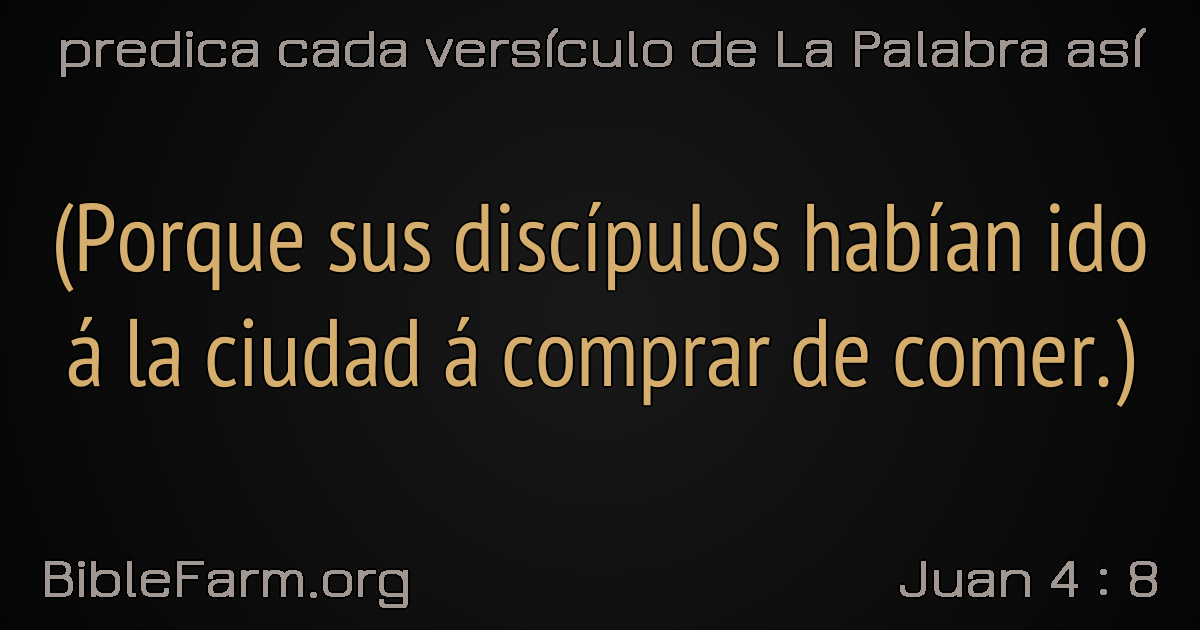 predica cada versículo de La Palabra así
(Porque sus discípulos habían ido
á la ciudad á comprar de comer.)
BibleFarm.org
Juan 4 : 8